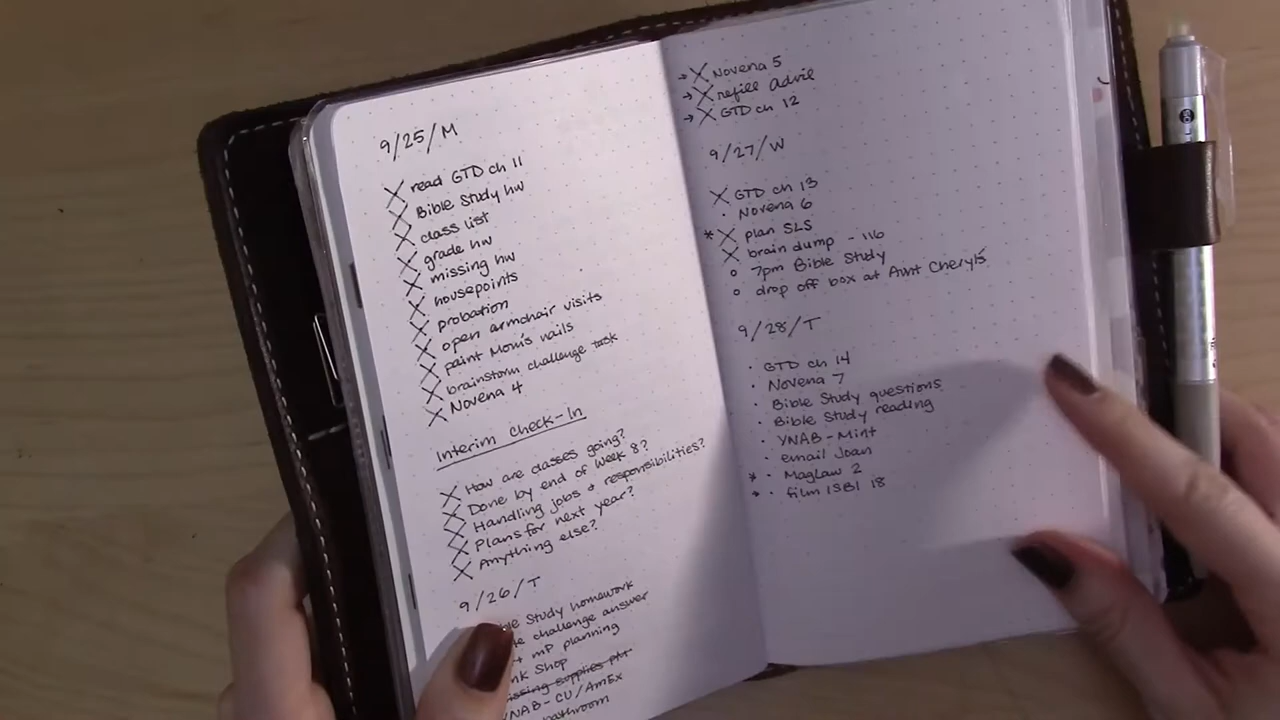 9/25/M
X read GTD ch 11
X Bible Study hw
X class list
X grade hw
X missing hw
X housepoints
X probation
X open armchair visits
X paint Mom's nails
X brainstorm challenge task
X Novena 4
Interim Check-In
X How are classes going?
X Done by end of week 8?
X Handling jobs & responsibilities?
X Plans for next year?
X Anything else?
9/26/T
Study homework
challenge answer
mP planning
Shop
supplies
YNAB - CU/AmEx
bathroom
→ X Novena 5
→ X refill Advil
→ X GTD ch 12
9/27/W
X GTD ch 13
· Novena 6
* X plan SLS
X brain dump - 116
o 7pm Bible Study
o drop off box at Aunt Cheryl's
9/28/T
· GTD ch 14
· Novena 7
· Bible Study questions
· Bible Study reading
· YNAB - Mint
· email Joan
* · MagLaw 2
* · film ISBI 18